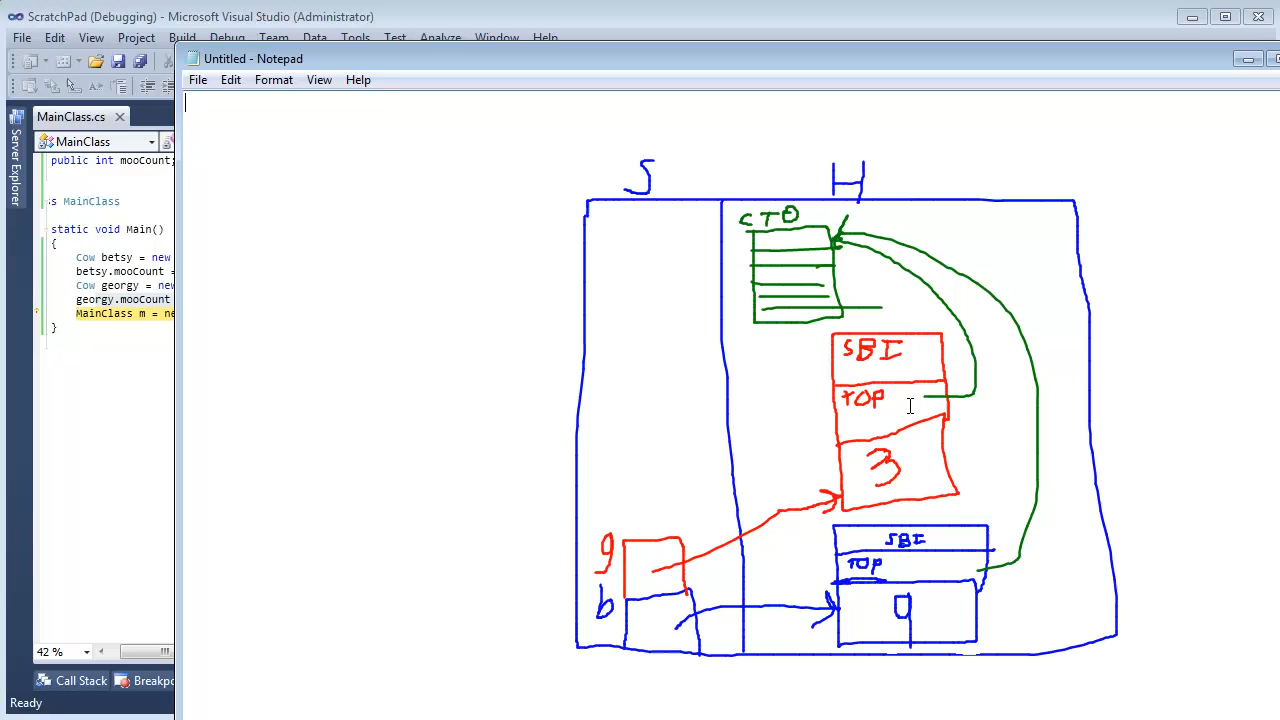 ScratchPad (Debugging) - Microsoft Visual Studio (Administrator)
File Edit View Project Build Debug Team Data Tools Test Analyze Window Help
Untitled - Notepad
File Edit Format View Help
MainClass.cs
MainClass
Server Explorer
public int mooCount;
s MainClass
static void Main()
{
Cow betsy = new
betsy.mooCount =
Cow georgy = new
georgy.mooCount
MainClass = ne
}
S H
CTO
SBI
TOP
3
g
SBI
TOP
b
42 %
Call Stack Breakpo
Ready